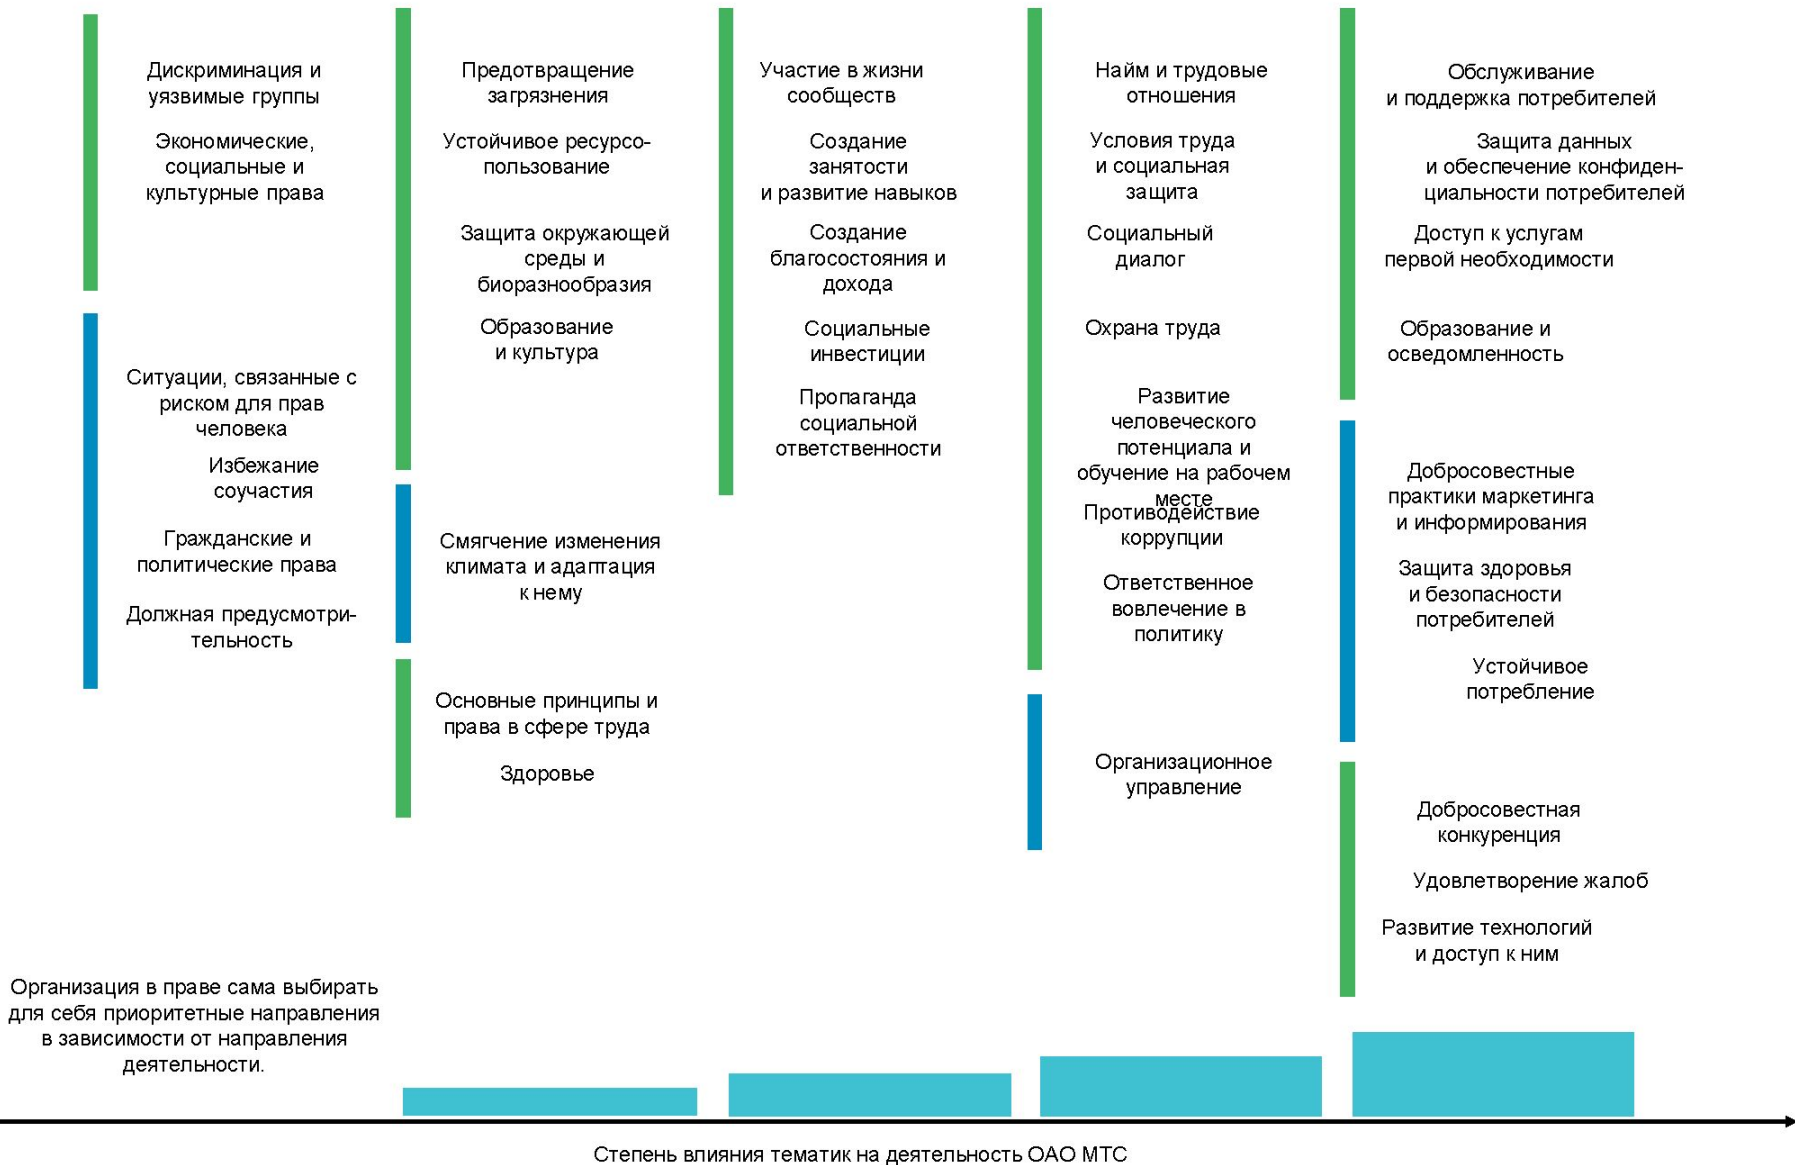 Дискриминация и
уязвимые группы
Экономические,
социальные и
культурные права
Ситуации, связанные с
риском для прав
человека
Избежание
соучастия
Гражданские и
политические права
Должная предусмотри-
тельность
Организация в праве сама выбирать
для себя приоритетные направления
в зависимости от направления
деятельности.
Предотвращение
загрязнения
Устойчивое ресурсо-
пользование
Защита окружающей
среды и
биоразнообразия
Образование
и культура
Смягчение изменения
климата и адаптация
к нему
Основные принципы и
права в сфере труда
Здоровье
Участие в жизни
сообществ
Создание
занятости
и развитие навыков
Создание
благосостояния и
дохода
Социальные
инвестиции
Пропаганда
социальной
ответственности
Найм и трудовые
отношения
Условия труда
и социальная
защита
Социальный
диалог
Охрана труда
Развитие
человеческого
потенциала и
обучение на рабочем
месте
Противодействие
коррупции
Ответственное
вовлечение в
политику
Организационное
управление
Обслуживание
и поддержка потребителей
Защита данных
и обеспечение конфиден-
циальности потребителей
Доступ к услугам
первой необходимости
Образование и
осведомленность
Добросовестные
практики маркетинга
и информирования
Защита здоровья
и безопасности
потребителей
Устойчивое
потребление
Добросовестная
конкуренция
Удовлетворение жалоб
Развитие технологий
и доступ к ним
Степень влияния тематик на деятельность ОАО МТС